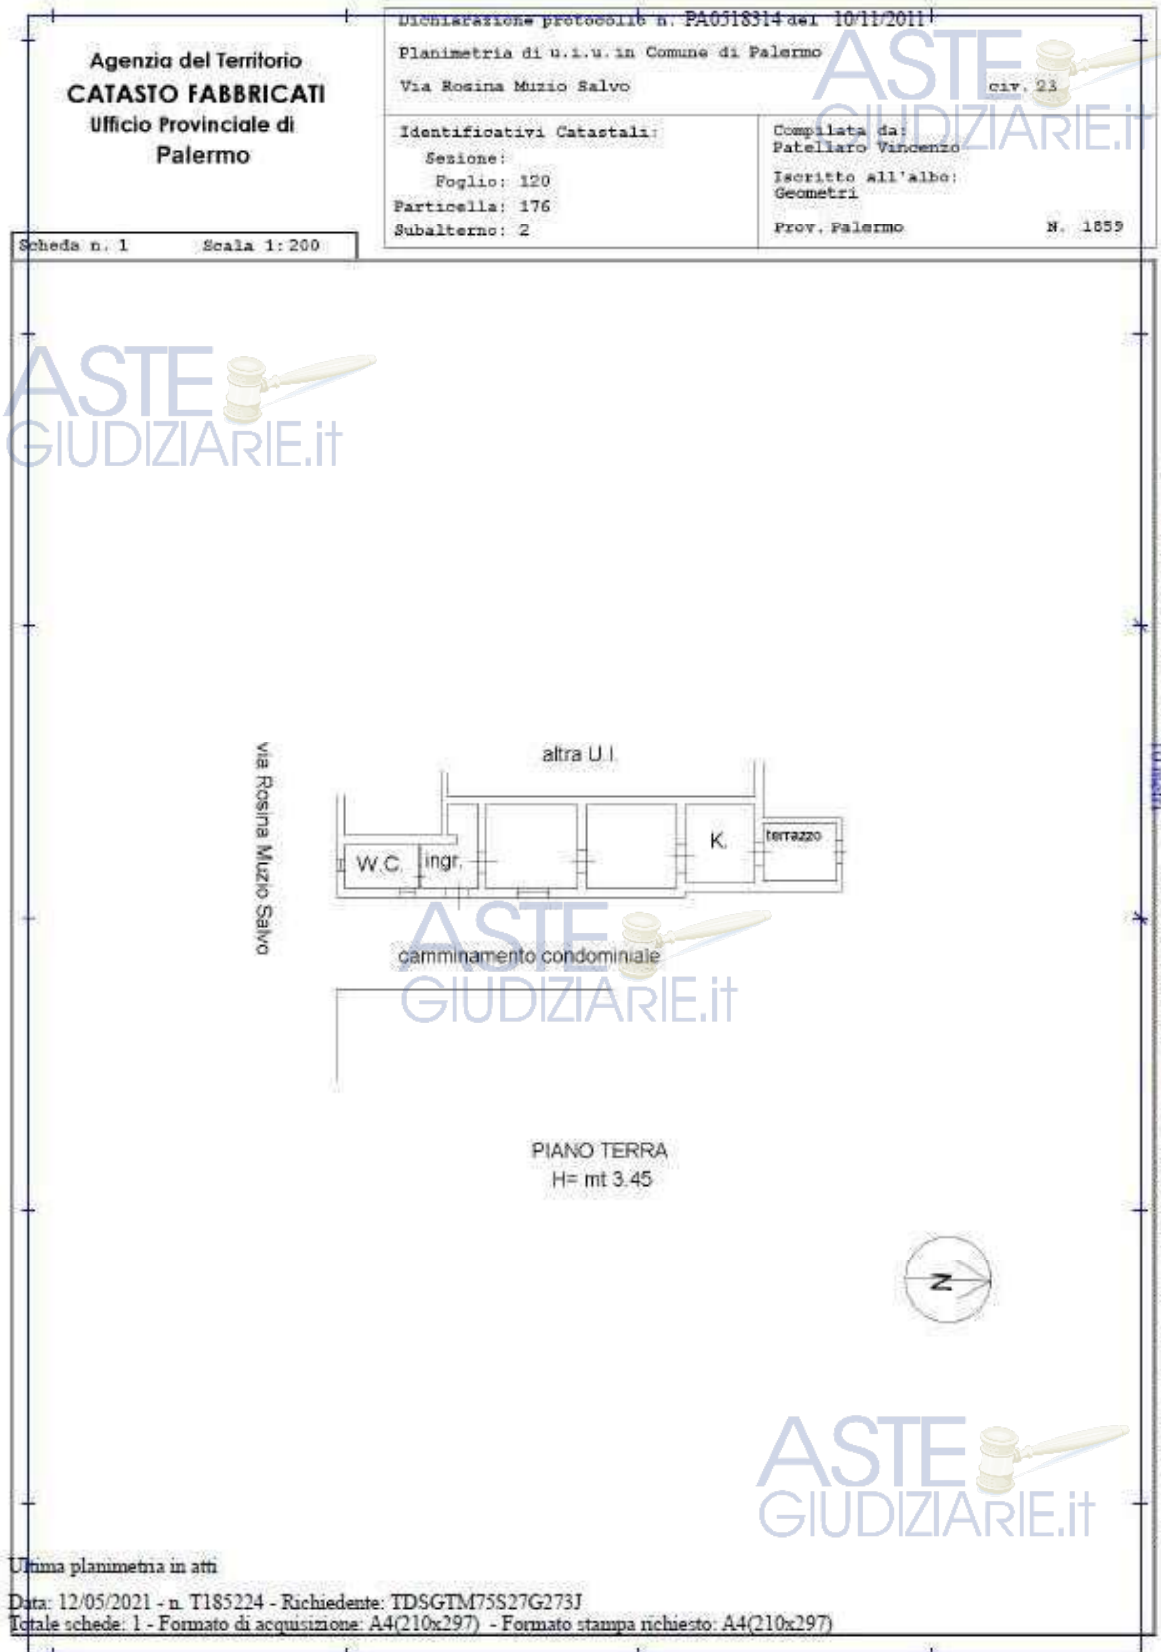 Dichiarazione protocollo n. PA0518314 del 10/11/2011
Planimetria di u.i.u. in Comune di Palermo
Via Rosina Muzio Salvo civ. 23
Agenzia del Territorio
CATASTO FABBRICATI
Ufficio Provinciale di
Palermo
Identificativi Catastali:
Sezione:
Foglio: 120
Particella: 176
Subalterno: 2
Compilata da:
Patellaro Vincenzo
Iscritto all'albo:
Geometri
Prov. Palermo N. 1859
Scheda n. 1 Scala 1:200
ASTE
GIUDIZIARIE.it
ASTE
GIUDIZIARIE.it
via Rosina Muzio Salvo
altra U.I.
W.C.
ingr.
K.
terrazzo
camminamento condominiale
ASTE
GIUDIZIARIE.it
PIANO TERRA
H= mt 3.45
N
ASTE
GIUDIZIARIE.it
Ultima planimetria in atti
Data: 12/05/2021 - n. T185224 - Richiedente: TDSGTM75S27G273J
Totale schede: 1 - Formato di acquisizione: A4(210x297) - Formato stampa richiesto: A4(210x297)